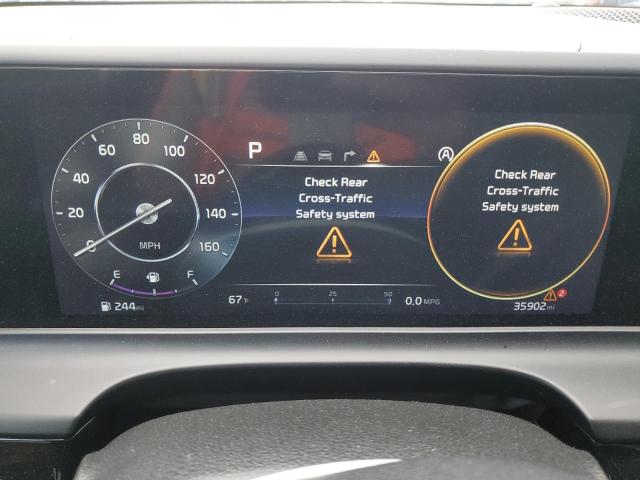 80
60 100
40 120
20 140
0 160
MPH
E F
244mi
P
A
Check Rear
Cross-Traffic
Safety system
67°F
0 25 50
0.0 MPG
Check Rear
Cross-Traffic
Safety system
2
35902mi